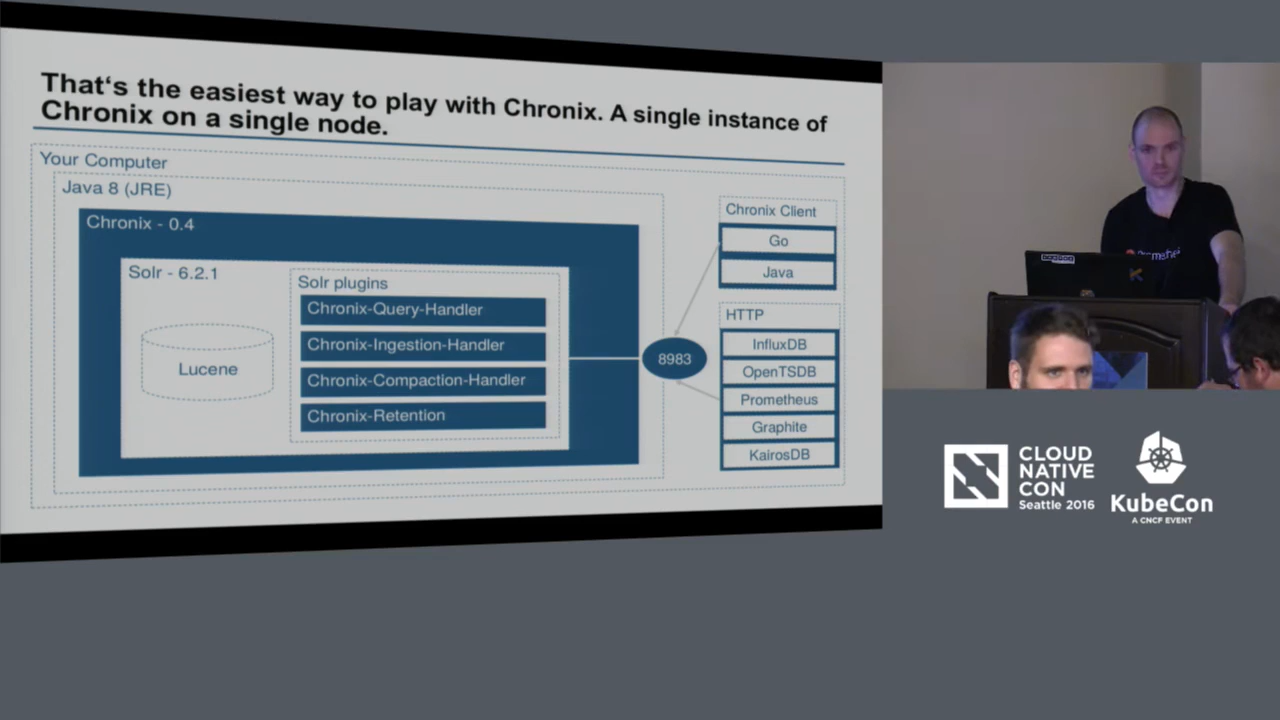 That's the easiest way to play with Chronix. A single instance of
Chronix on a single node.
Your Computer
Java 8 (JRE)
Chronix - 0.4
Solr - 6.2.1
Lucene
Solr plugins
Chronix-Query-Handler
Chronix-Ingestion-Handler
Chronix-Compaction-Handler
Chronix-Retention
8983
Chronix Client
Go
Java
HTTP
InfluxDB
OpenTSDB
Prometheus
Graphite
KairosDB
CLOUD
NATIVE
CON
Seattle 2016
KubeCon
A CNCF EVENT